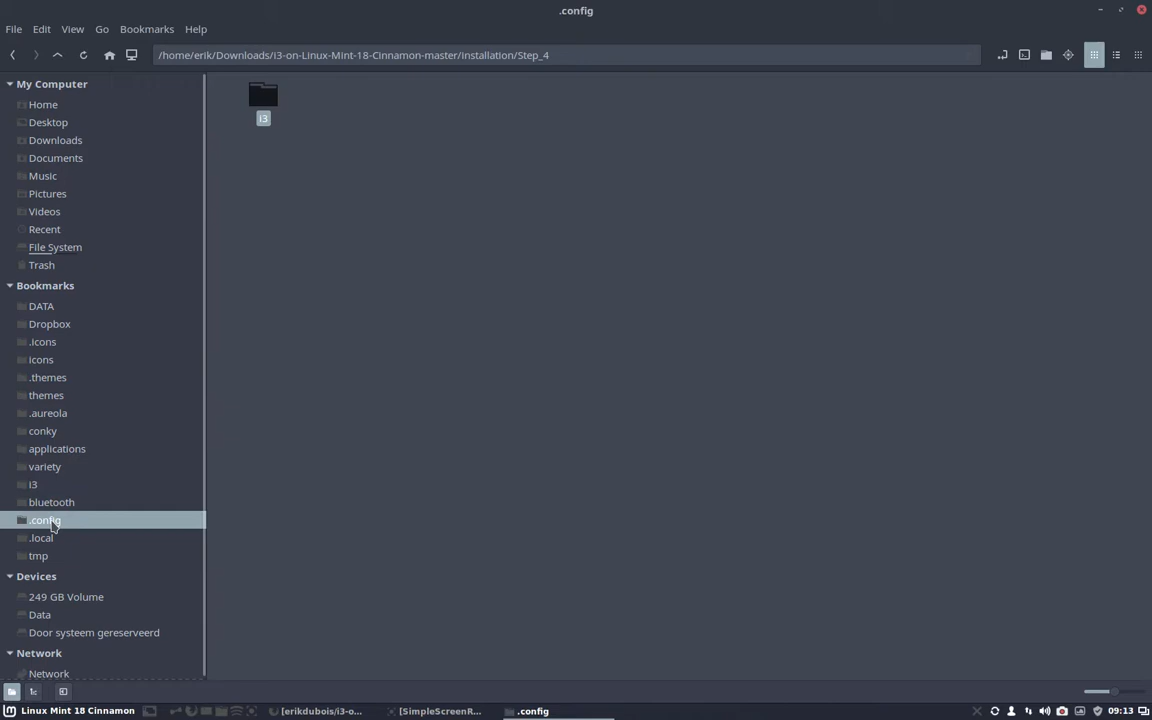 .config
File Edit View Go Bookmarks Help
/home/erik/Downloads/i3-on-Linux-Mint-18-Cinnamon-master/Installation/Step_4
My Computer
Home
Desktop
Downloads
Documents
Music
Pictures
Videos
Recent
File System
Trash
Bookmarks
DATA
Dropbox
.icons
icons
.themes
themes
.aureola
conky
applications
variety
i3
bluetooth
.config
.local
tmp
Devices
249 GB Volume
Data
Door systeem gereserveerd
Network
Network
i3
Linux Mint 18 Cinnamon [erikdubois/i3-o... [SimpleScreenR... .config 09:13